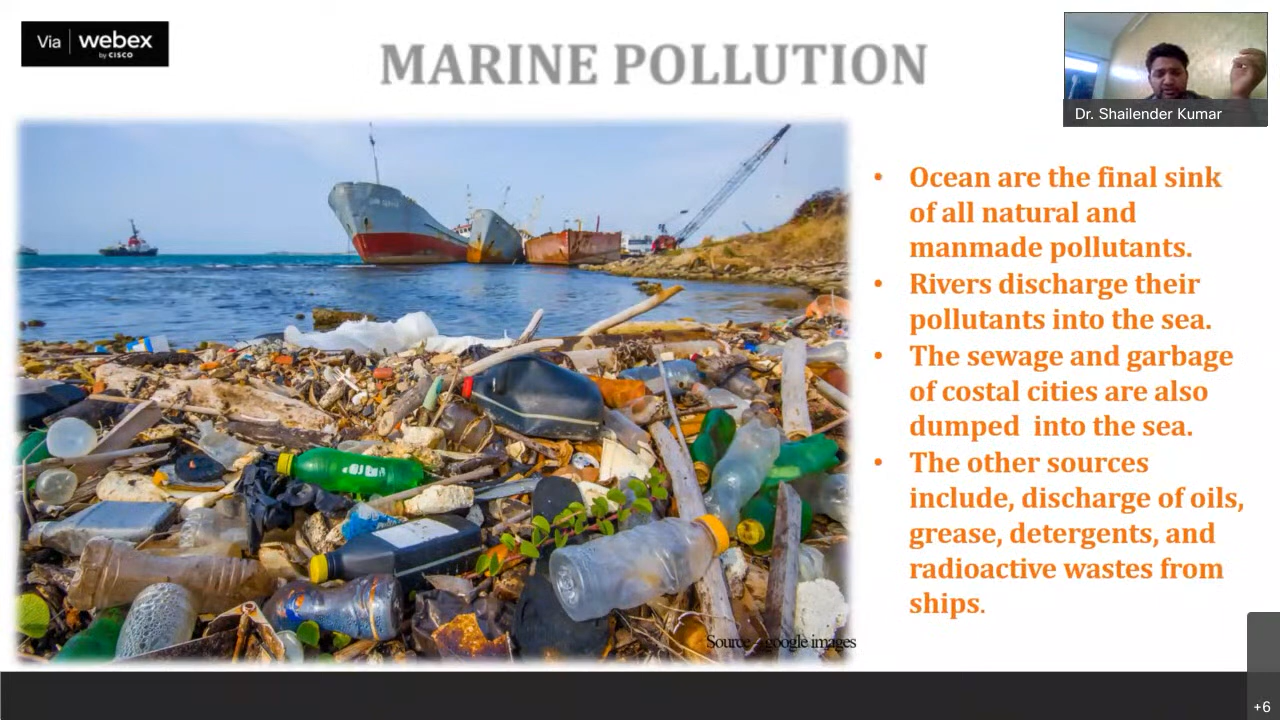 Via webex
by CISCO
MARINE POLLUTION
Dr. Shailender Kumar
• Ocean are the final sink
of all natural and
manmade pollutants.
• Rivers discharge their
pollutants into the sea.
• The sewage and garbage
of costal cities are also
dumped into the sea.
• The other sources
include, discharge of oils,
grease, detergents, and
radioactive wastes from
ships.
Source - google images
+6